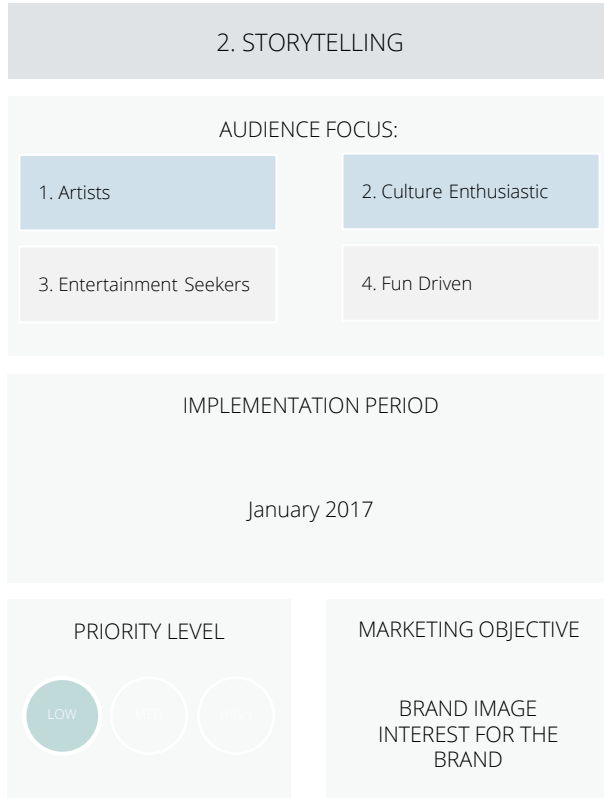 2. STORYTELLING
AUDIENCE FOCUS:
1. Artists
2. Culture Enthusiastic
3. Entertainment Seekers
4. Fun Driven
IMPLEMENTATION PERIOD
January 2017
PRIORITY LEVEL
LOW
MARKETING OBJECTIVE
BRAND IMAGE
INTEREST FOR THE
BRAND